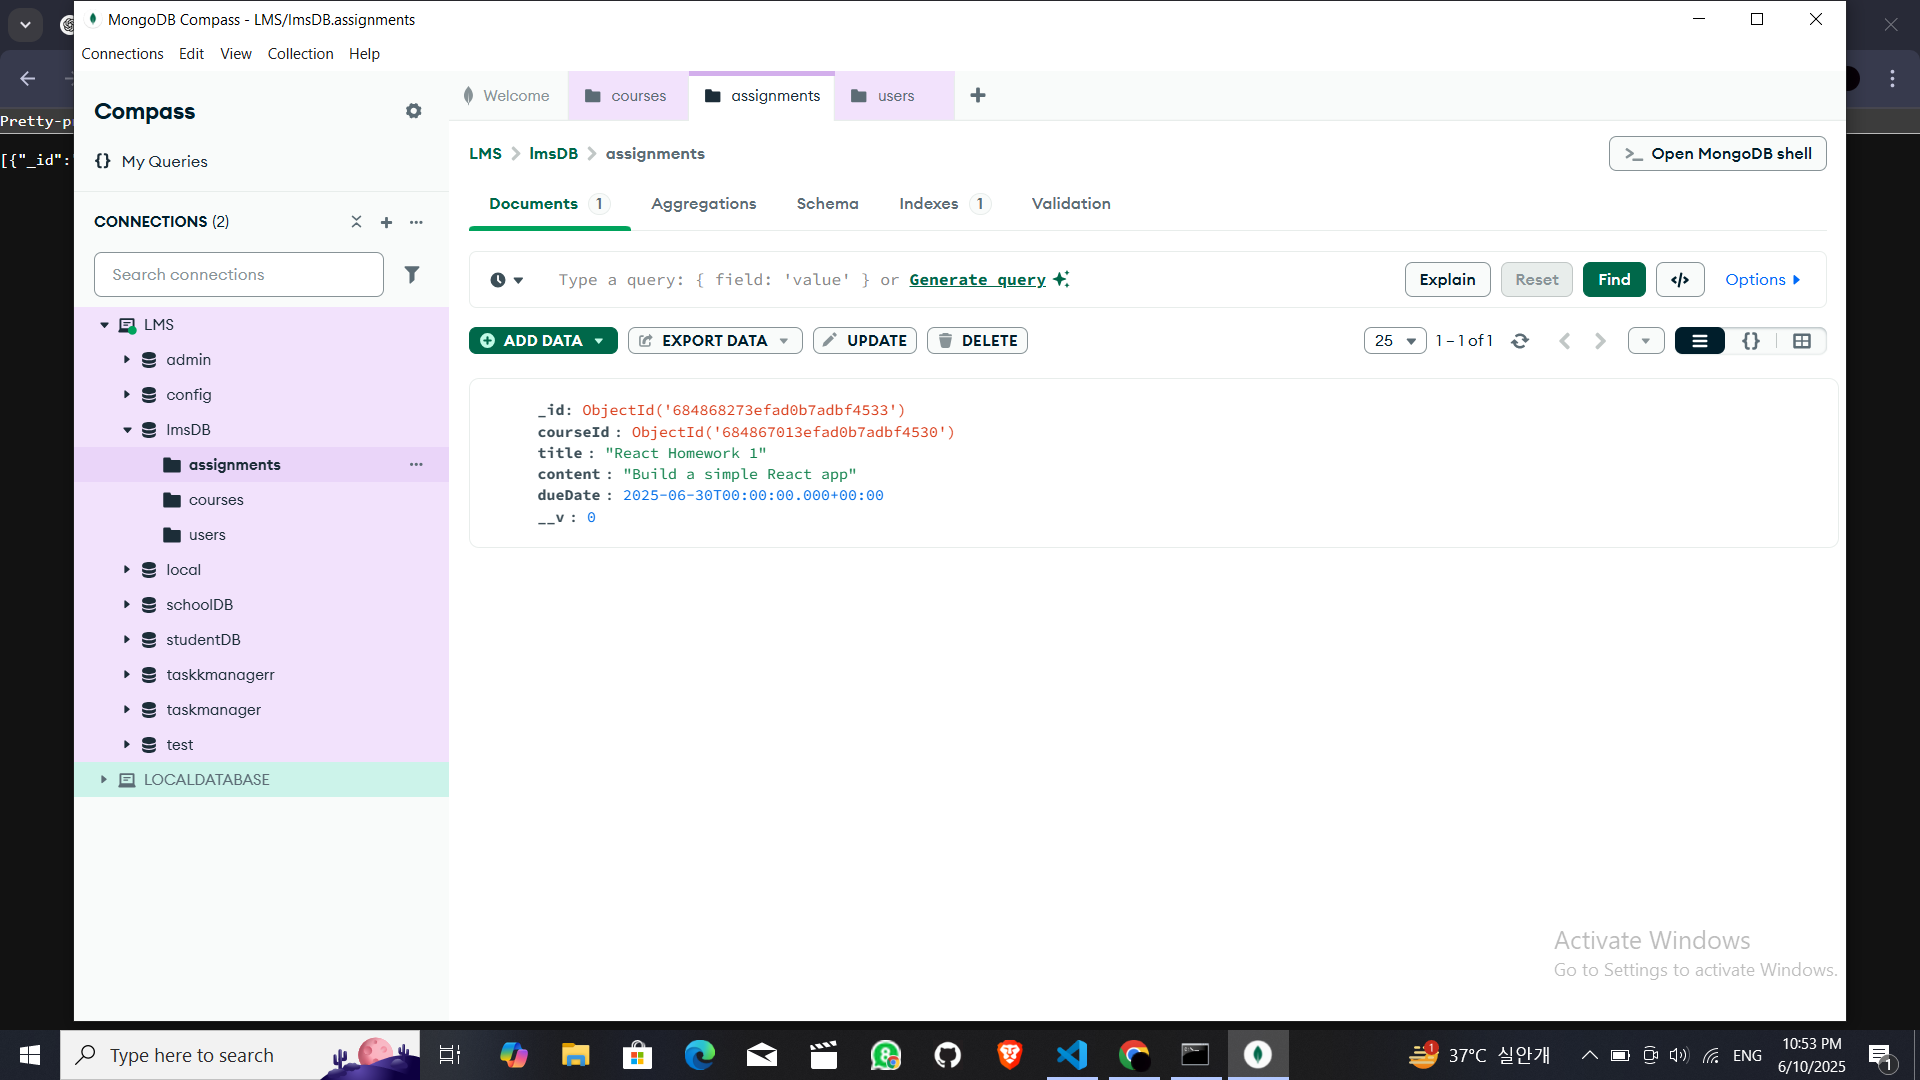 MongoDB Compass - LMS/lmsDB.assignments
Connections Edit View Collection Help
Compass
My Queries
CONNECTIONS (2)
Search connections
LMS
admin
config
lmsDB
assignments
courses
users
local
schoolDB
studentDB
taskkmanagerr
taskmanager
test
LOCALDATABASE
Pretty-p
[{"_id":
Welcome courses assignments users
LMS > lmsDB > assignments
>_ Open MongoDB shell
Documents 1 Aggregations Schema Indexes 1 Validation
Type a query: { field: 'value' } or Generate query
Explain Reset Find </> Options
ADD DATA EXPORT DATA UPDATE DELETE
25 1 – 1 of 1 {}
_id: ObjectId('684868273efad0b7adbf4533')
courseId : ObjectId('684867013efad0b7adbf4530')
title : "React Homework 1"
content : "Build a simple React app"
dueDate : 2025-06-30T00:00:00.000+00:00
__v : 0
Activate Windows
Go to Settings to activate Windows.
Type here to search
1 37°C 실안개 ENG
10:53 PM
6/10/2025
1